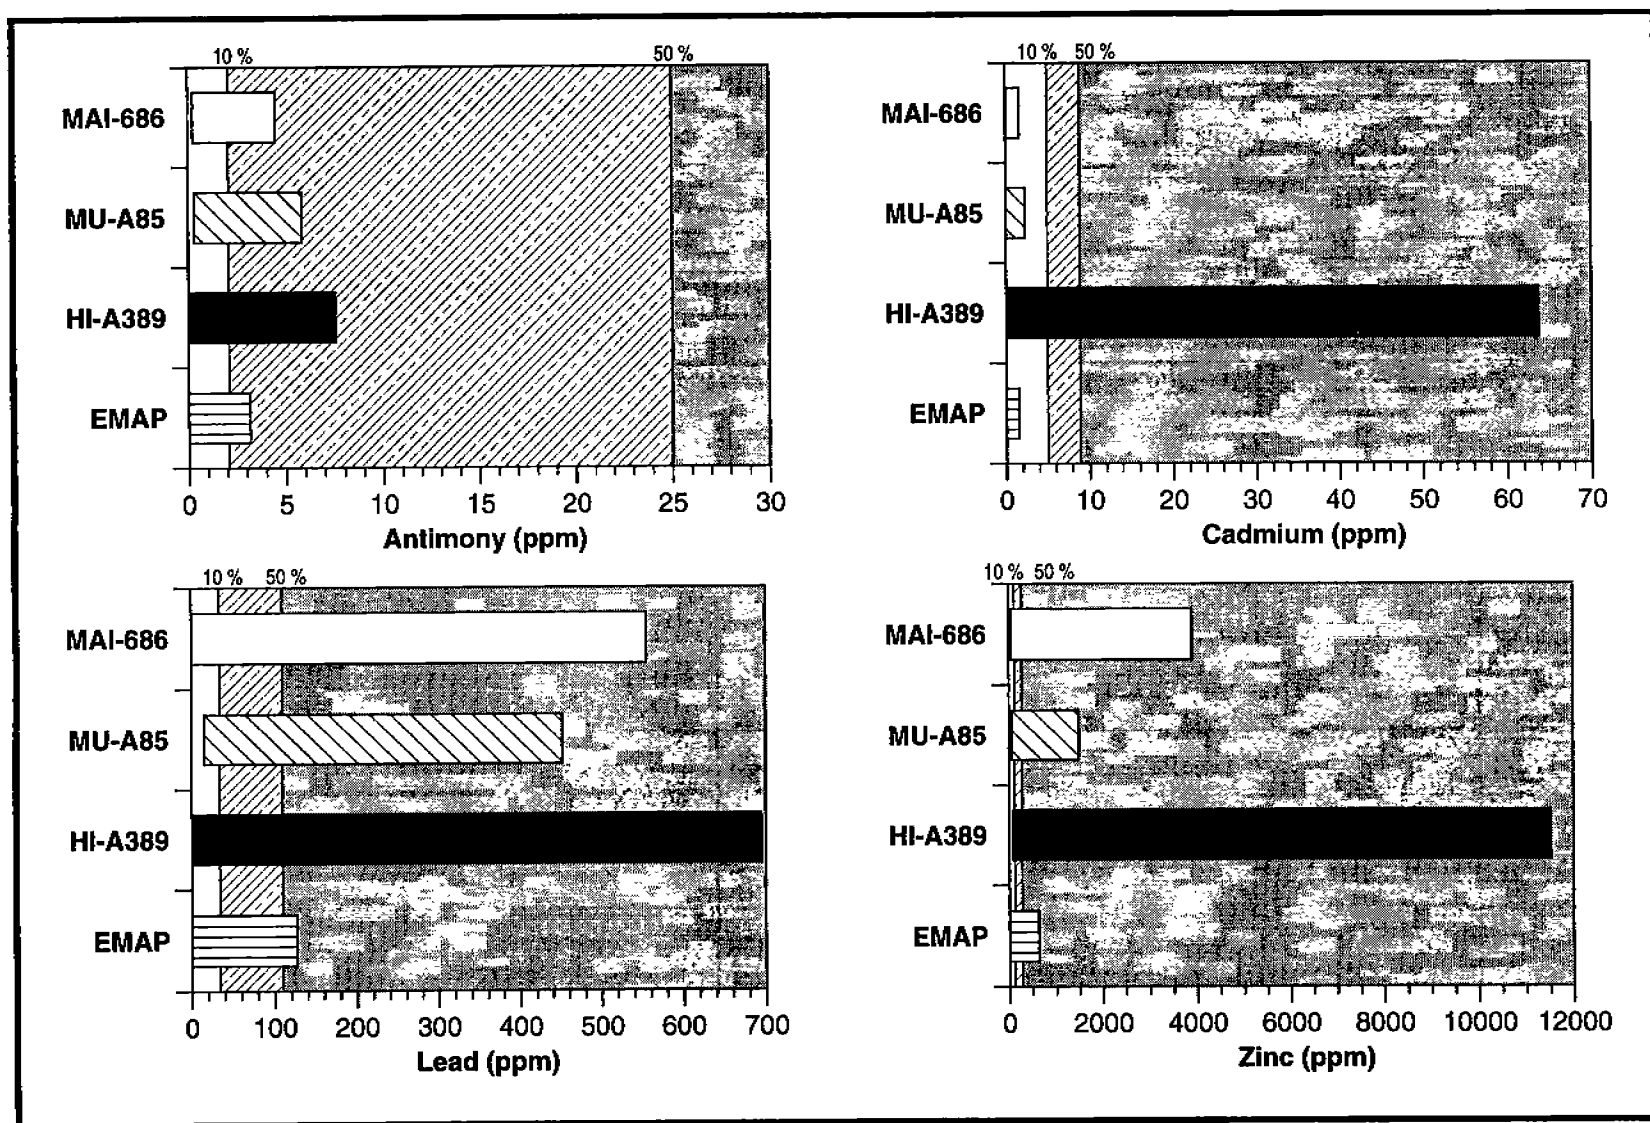 10 % 50 %
MAI-686
MU-A85
HI-A389
EMAP
0 5 10 15 20 25 30
Antimony (ppm)
10 % 50 %
MAI-686
MU-A85
HI-A389
EMAP
0 10 20 30 40 50 60 70
Cadmium (ppm)
10 % 50 %
MAI-686
MU-A85
HI-A389
EMAP
0 100 200 300 400 500 600 700
Lead (ppm)
10 % 50 %
MAI-686
MU-A85
HI-A389
EMAP
0 2000 4000 6000 8000 10000 12000
Zinc (ppm)